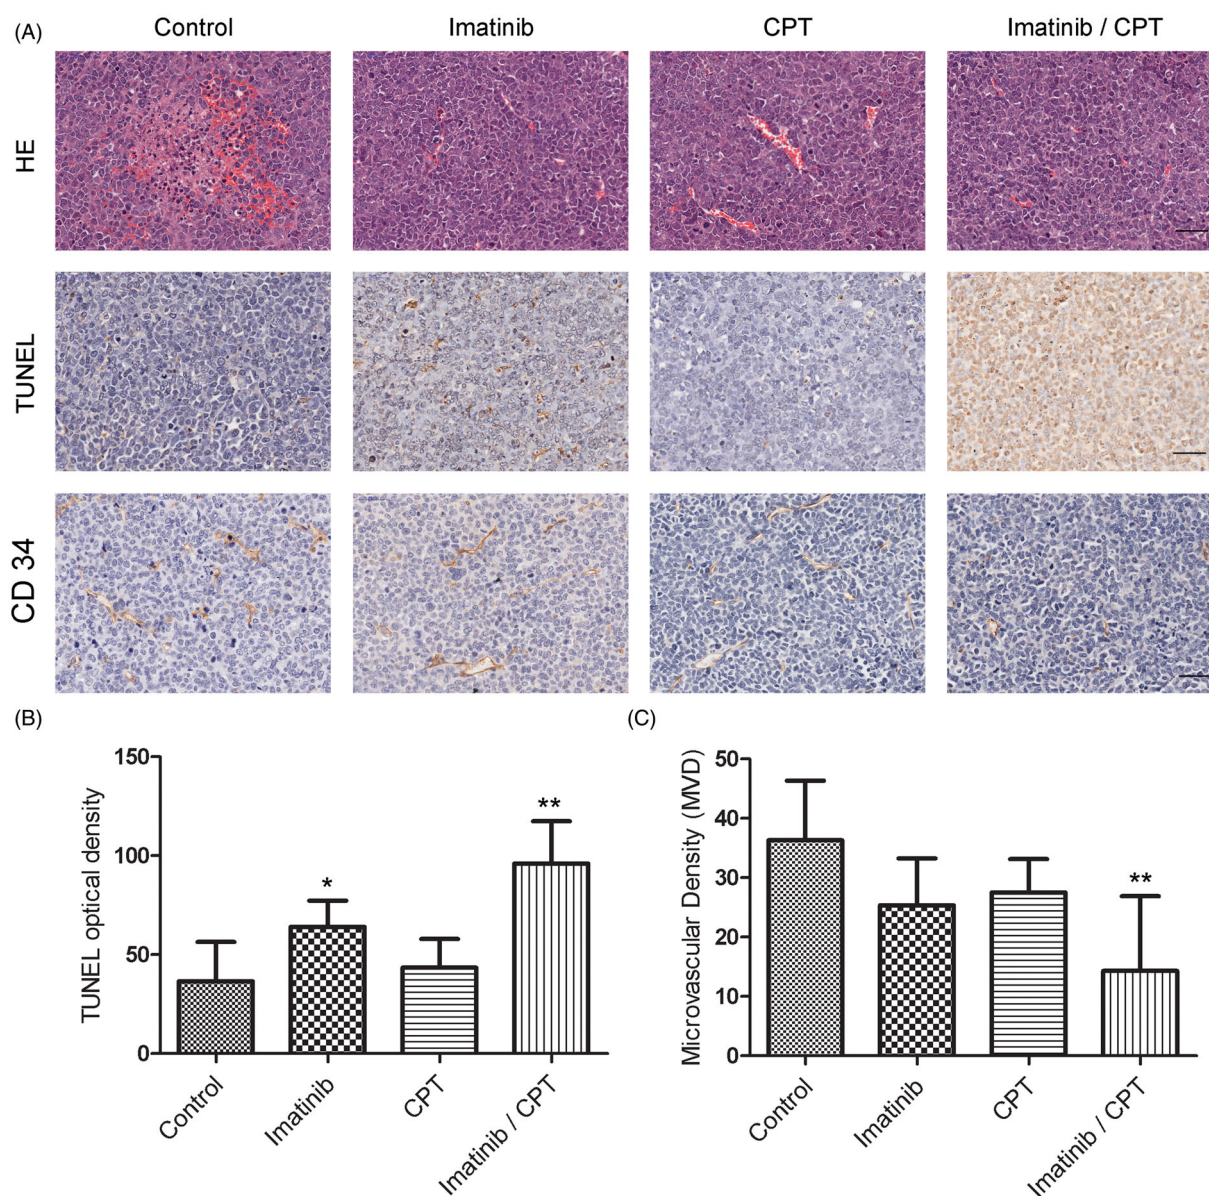 (A)
Control Imatinib CPT Imatinib / CPT
HE
TUNEL
CD 34
(B)
TUNEL optical density
150
100
50
0
*
**
Control Imatinib CPT Imatinib / CPT
(C)
Microvascular Density (MVD)
50
40
30
20
10
0
**
Control Imatinib CPT Imatinib / CPT